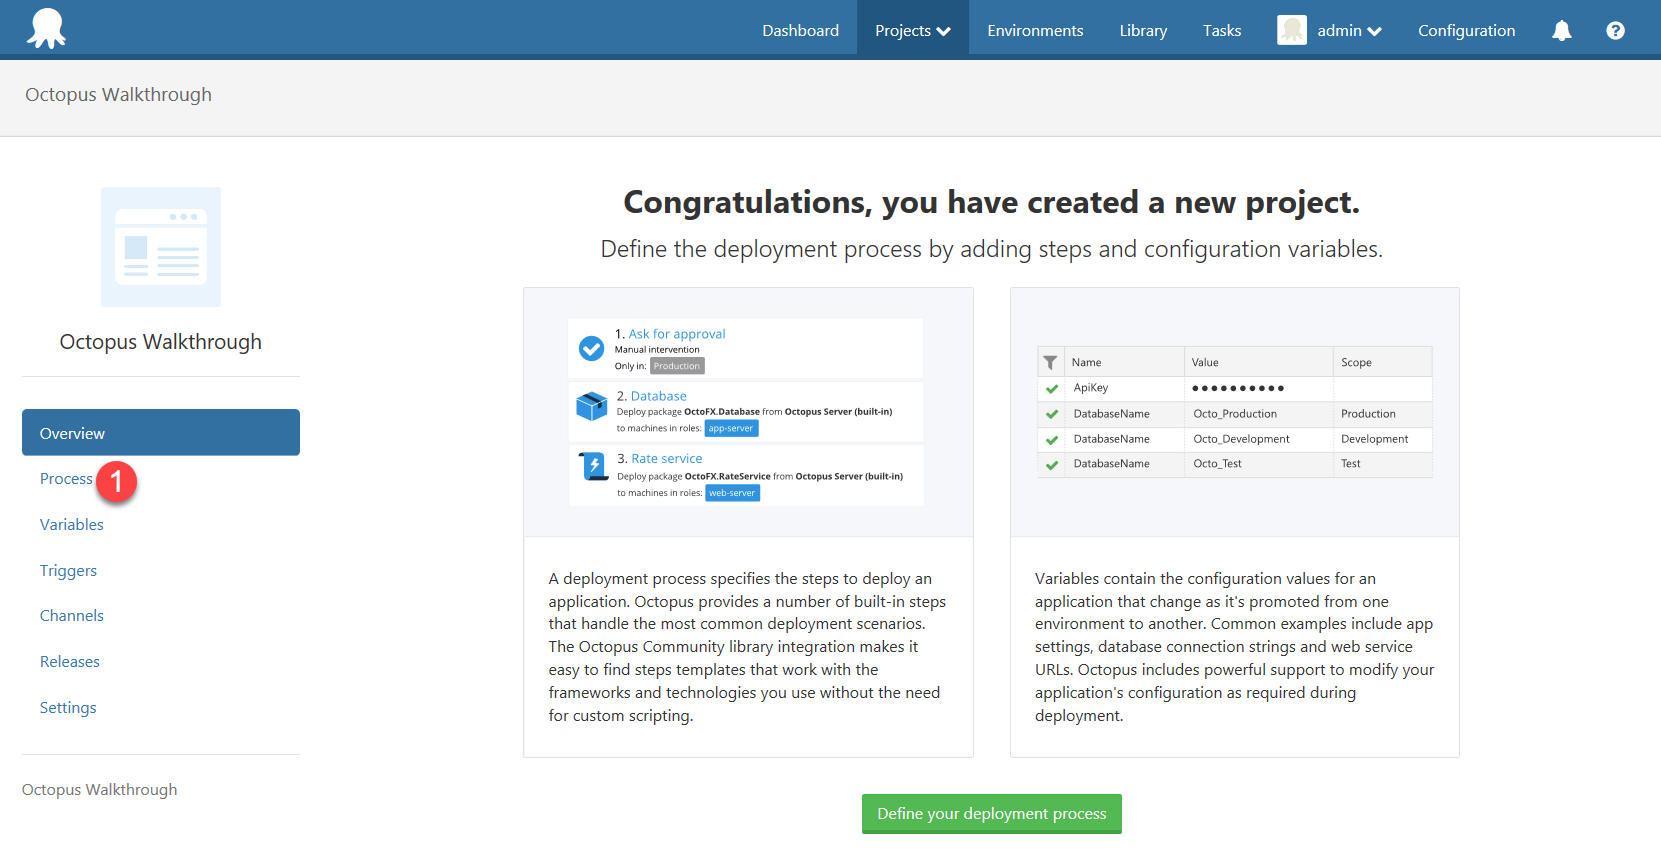 Dashboard
Projects
Environments
Library
Tasks
admin
Configuration
?
Octopus Walkthrough
Octopus Walkthrough
Overview
Process
1
Variables
Triggers
Channels
Releases
Settings
Octopus Walkthrough
Congratulations, you have created a new project.
Define the deployment process by adding steps and configuration variables.
1. Ask for approval
Manual intervention
Only in: Production
2. Database
Deploy package OctoFX.Database from Octopus Server (built-in)
to machines in roles: app-server
3. Rate service
Deploy package OctoFX.RateService from Octopus Server (built-in)
to machines in roles: web-server
A deployment process specifies the steps to deploy an
application. Octopus provides a number of built-in steps
that handle the most common deployment scenarios.
The Octopus Community library integration makes it
easy to find steps templates that work with the
frameworks and technologies you use without the need
for custom scripting.
Name Value Scope
ApiKey ●●●●●●●●●●
DatabaseName Octo_Production Production
DatabaseName Octo_Development Development
DatabaseName Octo_Test Test
Variables contain the configuration values for an
application that change as it's promoted from one
environment to another. Common examples include app
settings, database connection strings and web service
URLs. Octopus includes powerful support to modify your
application's configuration as required during
deployment.
Define your deployment process